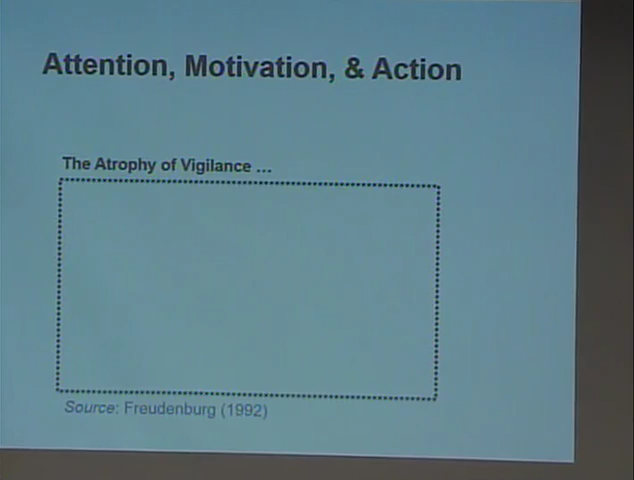 Attention, Motivation, & Action
The Atrophy of Vigilance ...
Source: Freudenburg (1992)